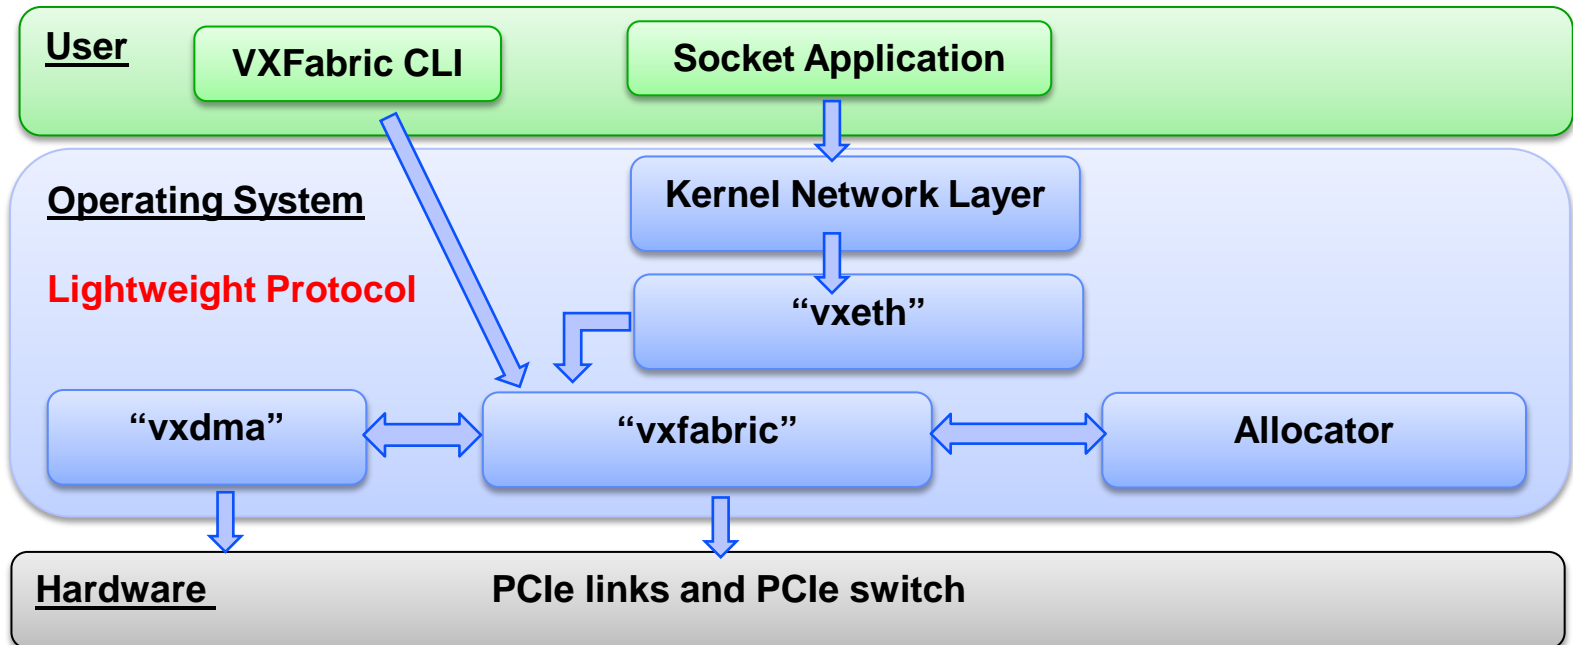 User
VXFabric CLI
Socket Application
Operating System
Kernel Network Layer
Lightweight Protocol
“vxeth”
“vxdma”
“vxfabric”
Allocator
Hardware
PCIe links and PCIe switch